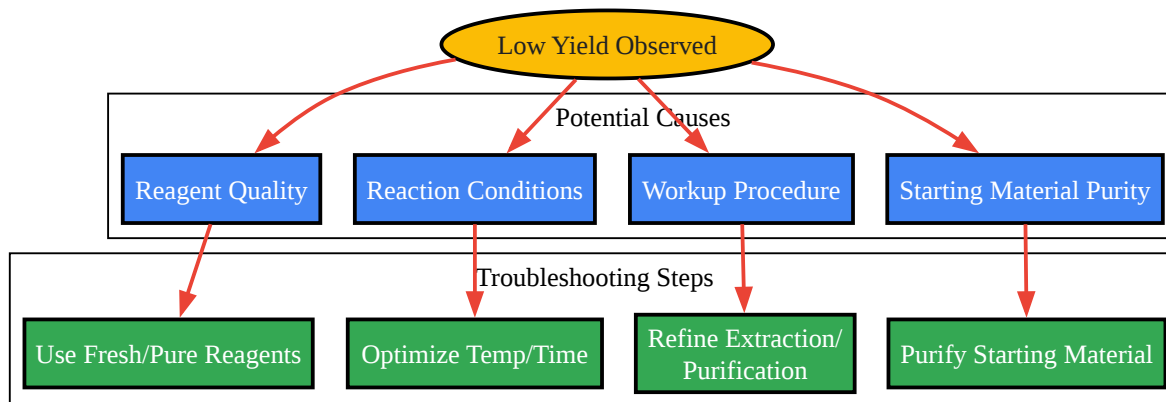 Low Yield Observed
Potential Causes
Reagent Quality
Reaction Conditions
Workup Procedure
Starting Material Purity
Troubleshooting Steps
Use Fresh/Pure Reagents
Optimize Temp/Time
Refine Extraction/
Purification
Purify Starting Material